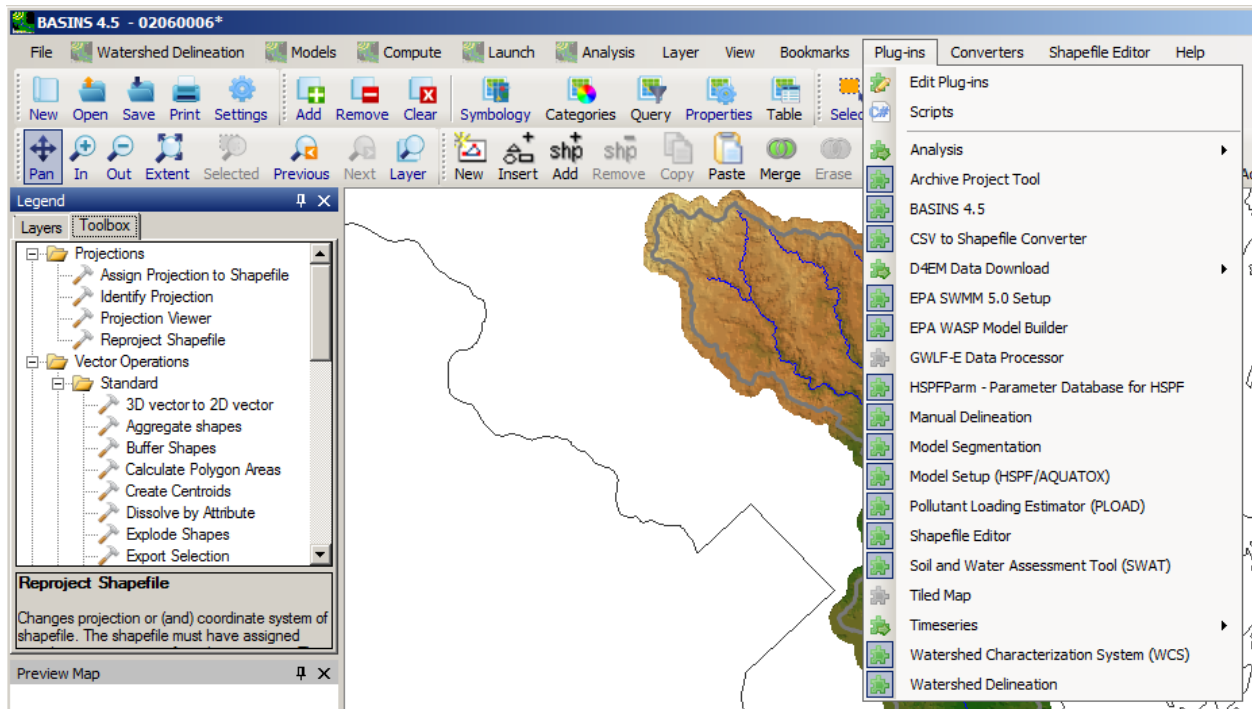 BASINS 4.5 - 02060006*
File Watershed Delineation Models Compute Launch Analysis Layer View Bookmarks Plug-ins Converters Shapefile Editor Help
New Open Save Print Settings Add Remove Clear Symbology Categories Query Properties Table
Pan In Out Extent Selected Previous Next Layer New Insert Add Remove Copy Paste Merge Erase
shp shp
Legend
Layers Toolbox
Projections
Assign Projection to Shapefile
Identify Projection
Projection Viewer
Reproject Shapefile
Vector Operations
Standard
3D vector to 2D vector
Aggregate shapes
Buffer Shapes
Calculate Polygon Areas
Create Centroids
Dissolve by Attribute
Explode Shapes
Export Selection
Reproject Shapefile
Changes projection or (and) coordinate system of
shapefile. The shapefile must have assigned
Preview Map
Edit Plug-ins
C# Scripts
Analysis
Archive Project Tool
BASINS 4.5
CSV to Shapefile Converter
D4EM Data Download
EPA SWMM 5.0 Setup
EPA WASP Model Builder
GWLF-E Data Processor
HSPFParm - Parameter Database for HSPF
Manual Delineation
Model Segmentation
Model Setup (HSPF/AQUATOX)
Pollutant Loading Estimator (PLOAD)
Shapefile Editor
Soil and Water Assessment Tool (SWAT)
Tiled Map
Timeseries
Watershed Characterization System (WCS)
Watershed Delineation